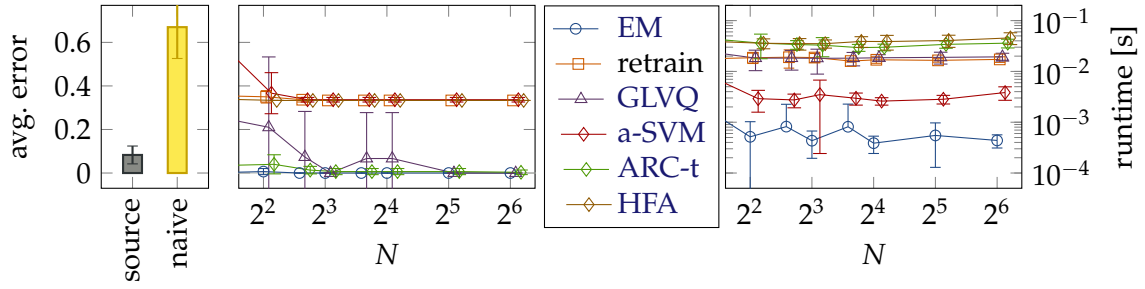 avg. error
0.6
0.4
0.2
0
source
naive
2^2
2^3
2^4
2^5
2^6
N
EM
retrain
GLVQ
a-SVM
ARC-t
HFA
2^2
2^3
2^4
2^5
2^6
N
10^−1
10^−2
10^−3
10^−4
runtime [s]